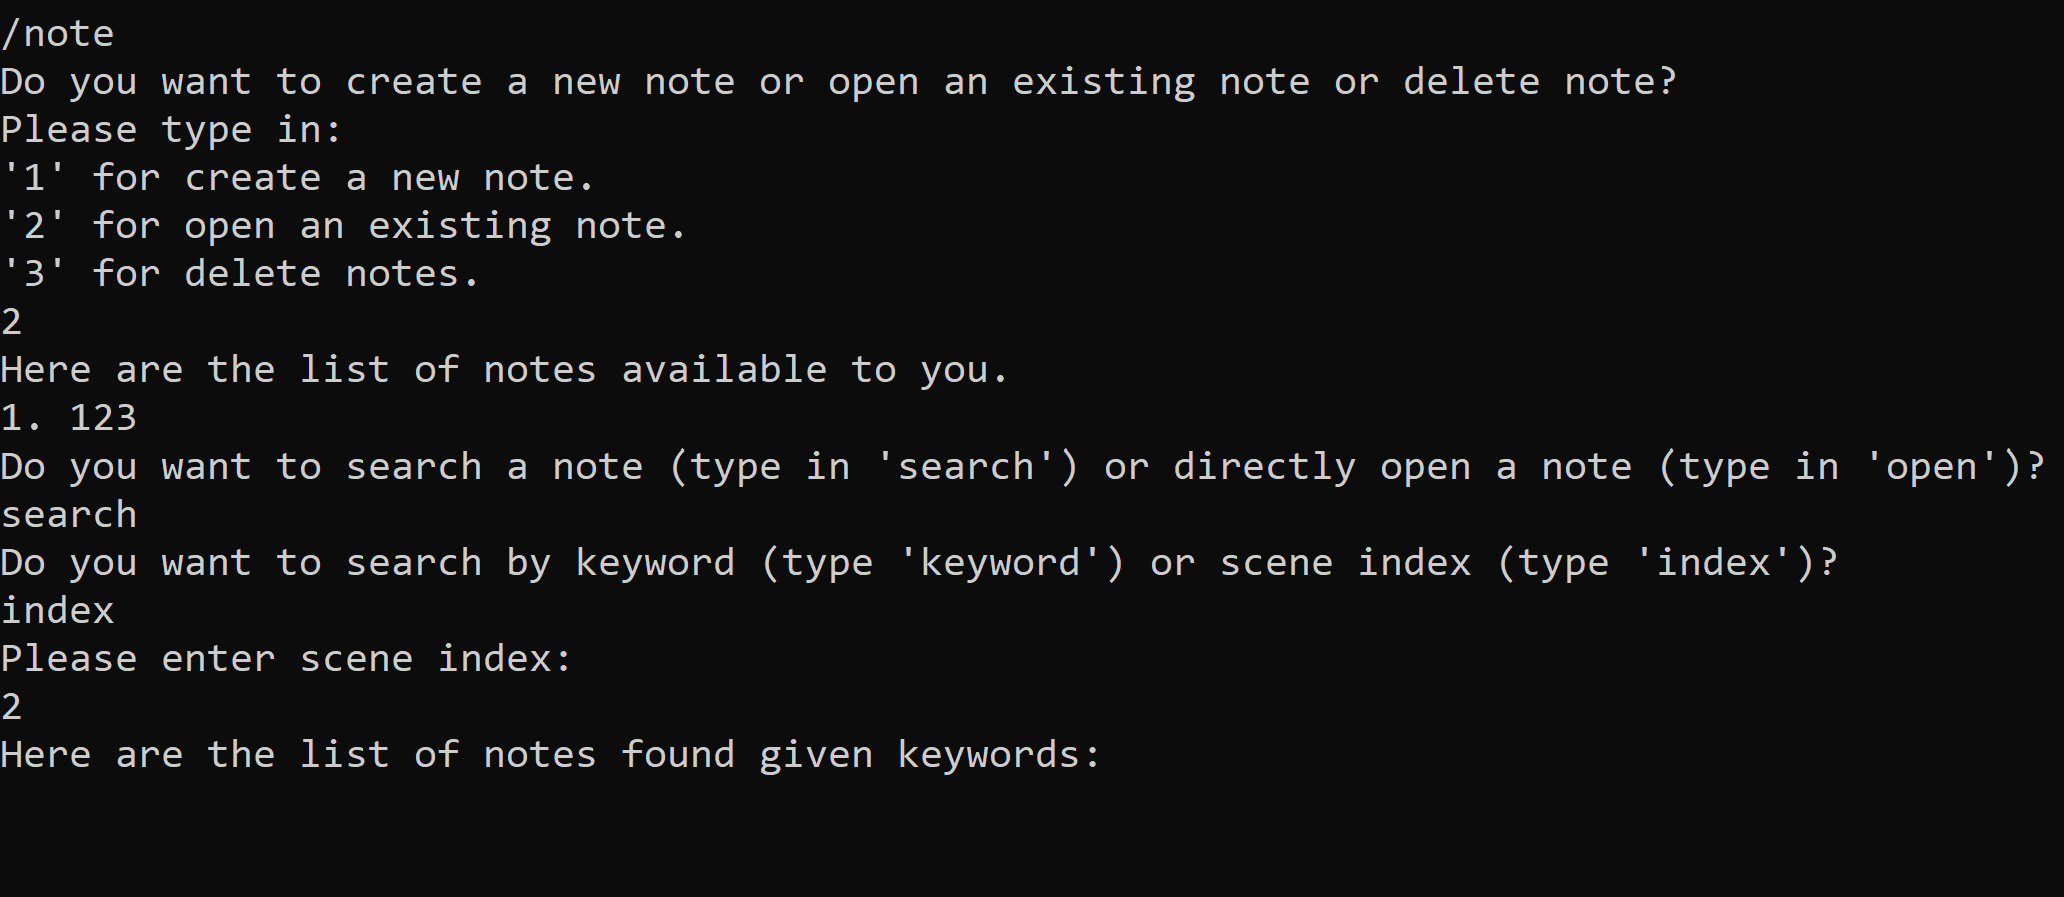 /note
Do you want to create a new note or open an existing note or delete note?
Please type in:
'1' for create a new note.
'2' for open an existing note.
'3' for delete notes.
2
Here are the list of notes available to you.
1. 123
Do you want to search a note (type in 'search') or directly open a note (type in 'open')?
search
Do you want to search by keyword (type 'keyword') or scene index (type 'index')?
index
Please enter scene index:
2
Here are the list of notes found given keywords: